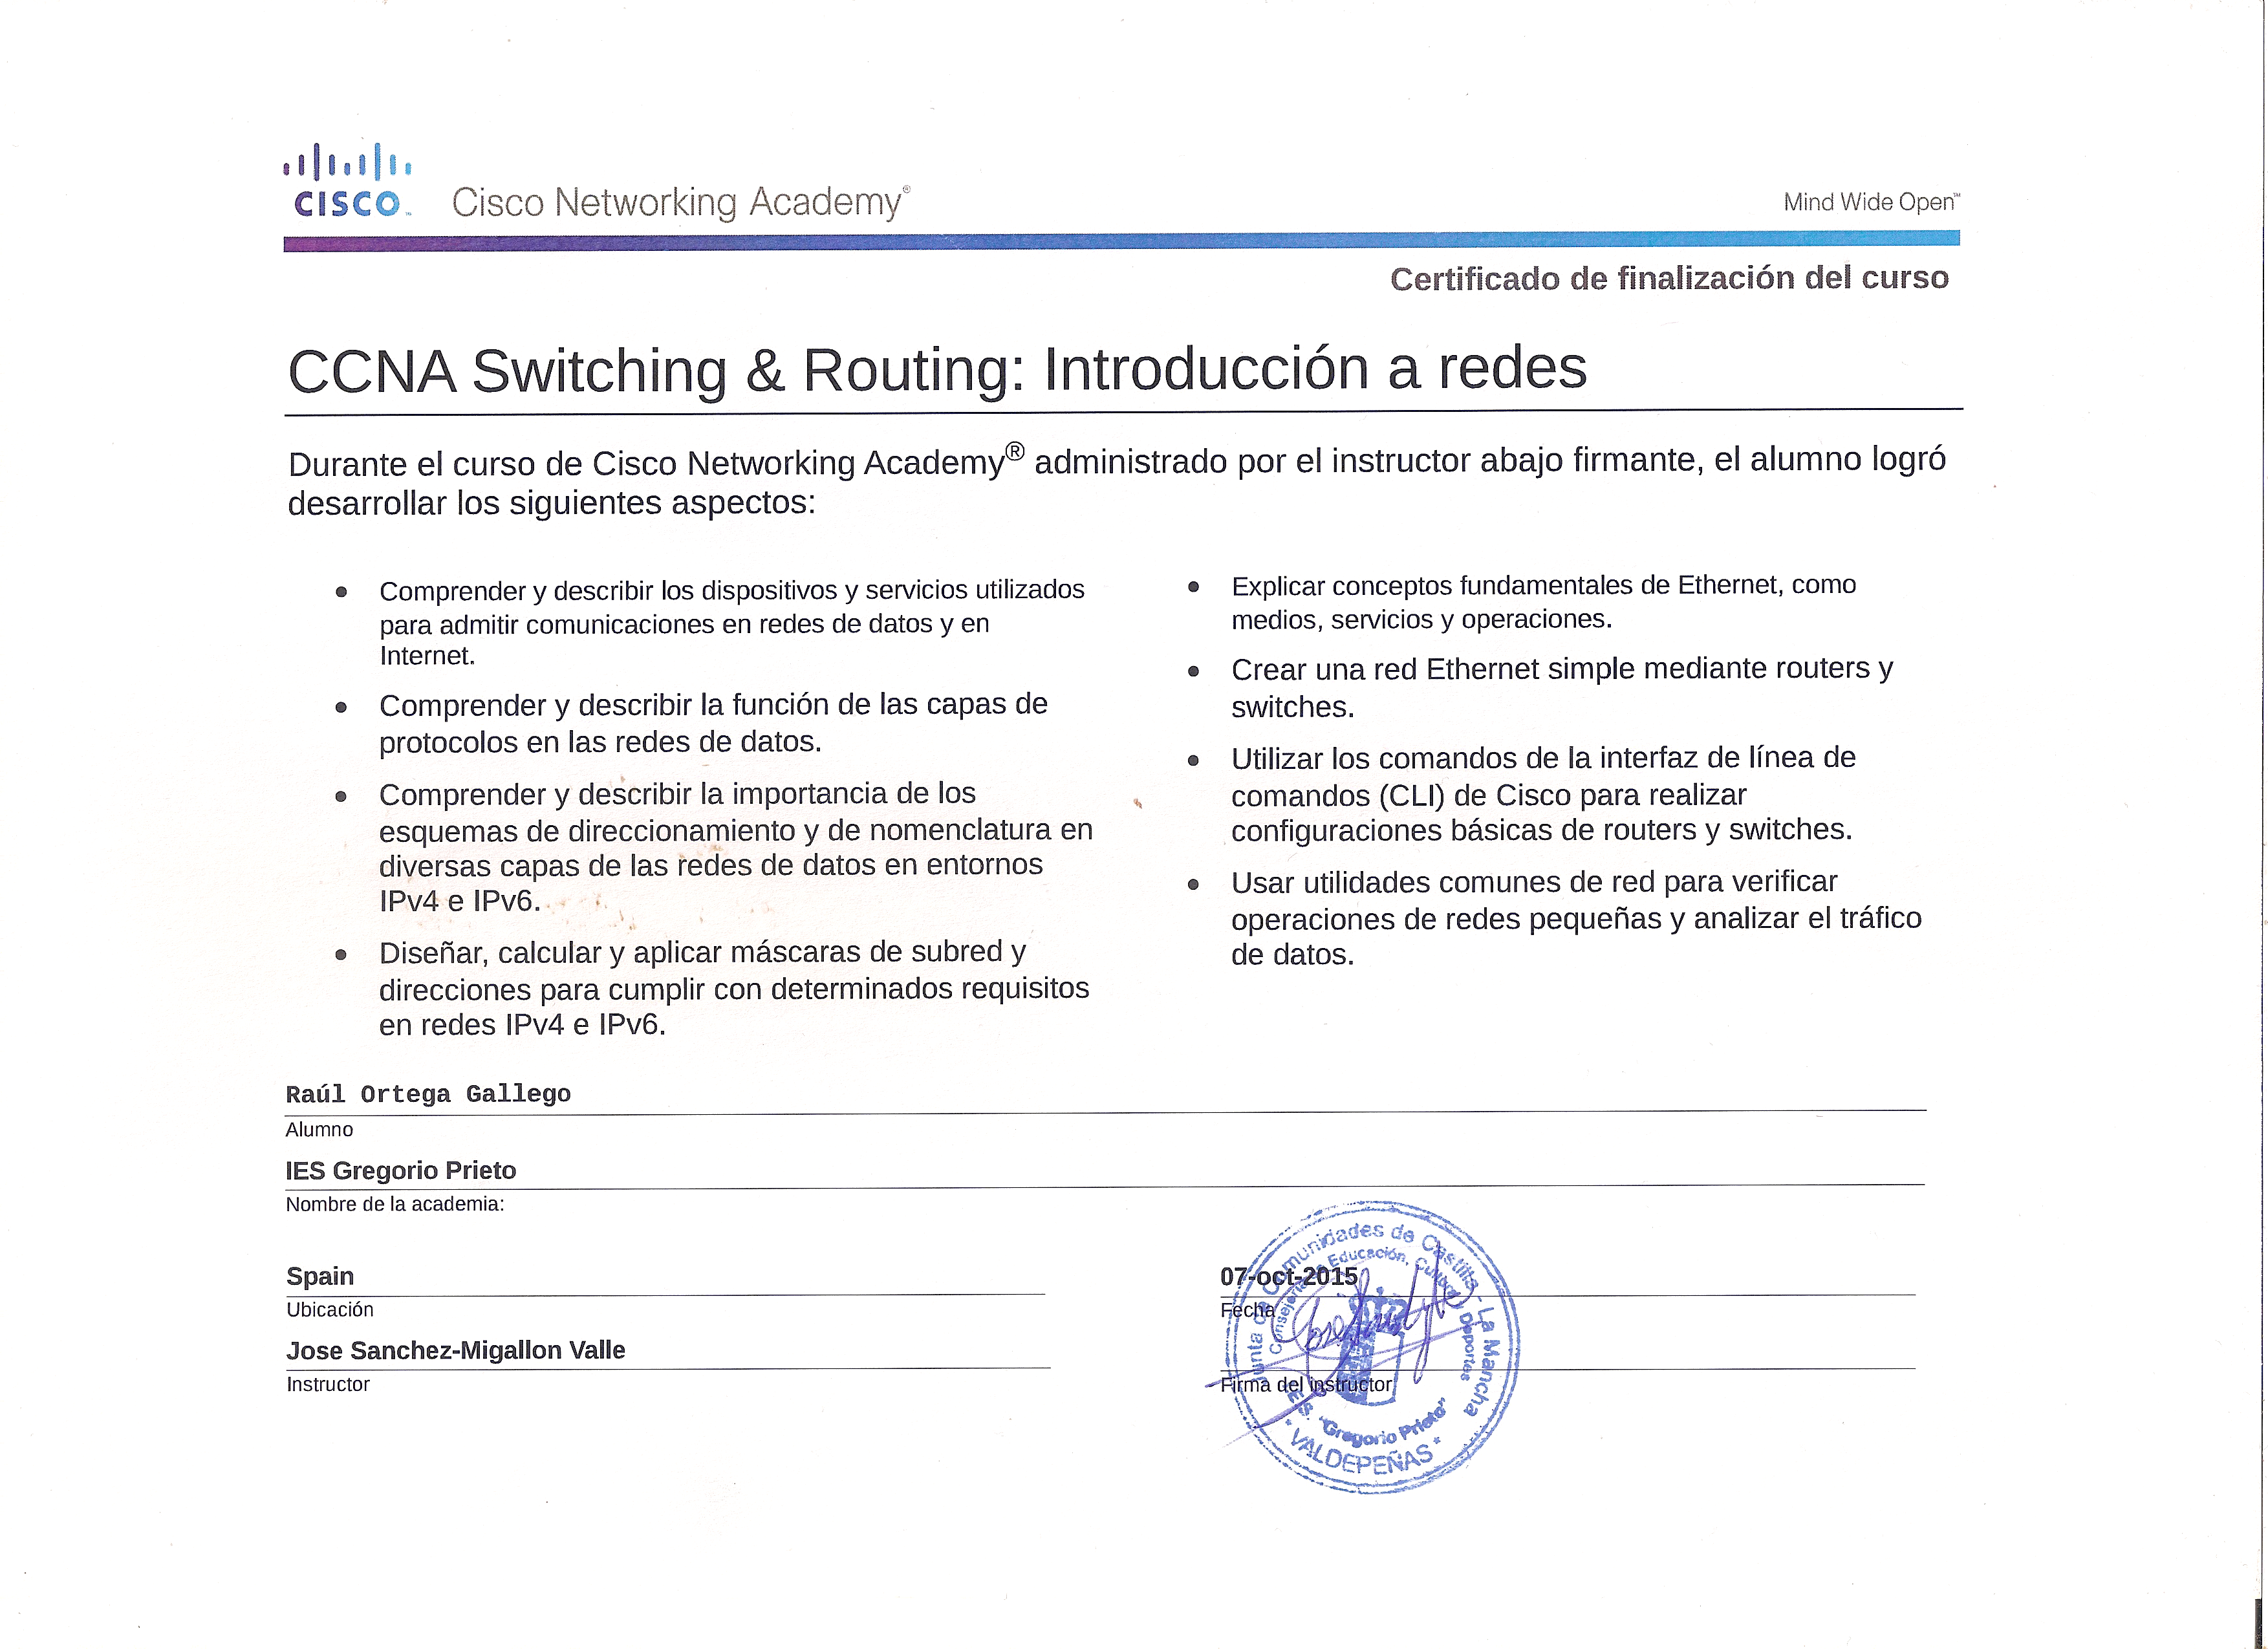 CISCO
Cisco Networking Academy®
Mind Wide Open™
Certificado de finalización del curso
CCNA Switching & Routing: Introducción a redes
Durante el curso de Cisco Networking Academy® administrado por el instructor abajo firmante, el alumno logró
desarrollar los siguientes aspectos:
• Comprender y describir los dispositivos y servicios utilizados
para admitir comunicaciones en redes de datos y en
Internet.
• Comprender y describir la función de las capas de
protocolos en las redes de datos.
• Comprender y describir la importancia de los
esquemas de direccionamiento y de nomenclatura en
diversas capas de las redes de datos en entornos
IPv4 e IPv6.
• Diseñar, calcular y aplicar máscaras de subred y
direcciones para cumplir con determinados requisitos
en redes IPv4 e IPv6.
• Explicar conceptos fundamentales de Ethernet, como
medios, servicios y operaciones.
• Crear una red Ethernet simple mediante routers y
switches.
• Utilizar los comandos de la interfaz de línea de
comandos (CLI) de Cisco para realizar
configuraciones básicas de routers y switches.
• Usar utilidades comunes de red para verificar
operaciones de redes pequeñas y analizar el tráfico
de datos.
Raúl Ortega Gallego
Alumno
IES Gregorio Prieto
Nombre de la academia:
Spain
Ubicación
07-oct-2015
Fecha
Jose Sanchez-Migallon Valle
Instructor
Firma del instructor
Junta de Comunidades de Castilla - La Mancha
Consejería de Educación, Cultura y Deportes
I.E.S. "Gregorio Prieto"
* VALDEPEÑAS *